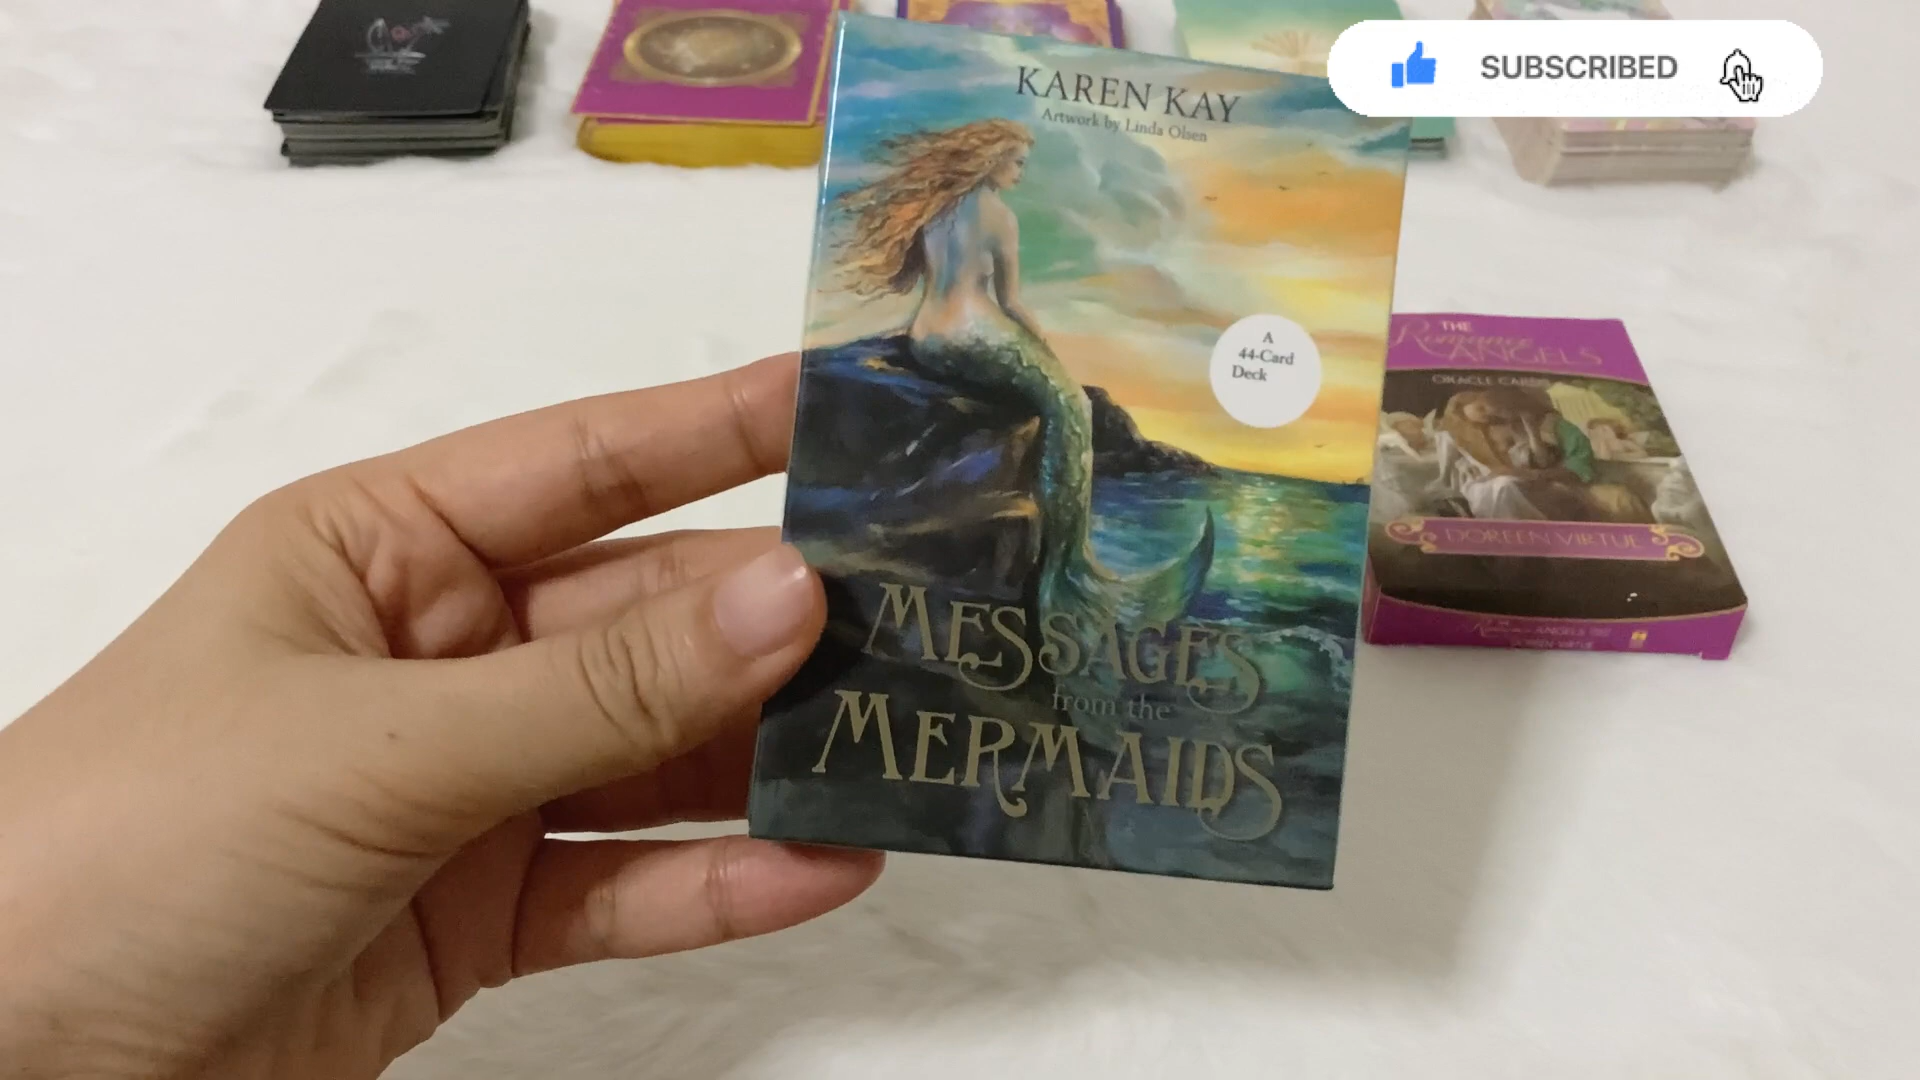 SUBSCRIBED
KAREN KAY
Artwork by Linda Olsen
A
44-Card
Deck
MESSAGES
from the
MERMAIDS
THE
Romance
ANGELS
ORACLE CARDS
DOREEN VIRTUE